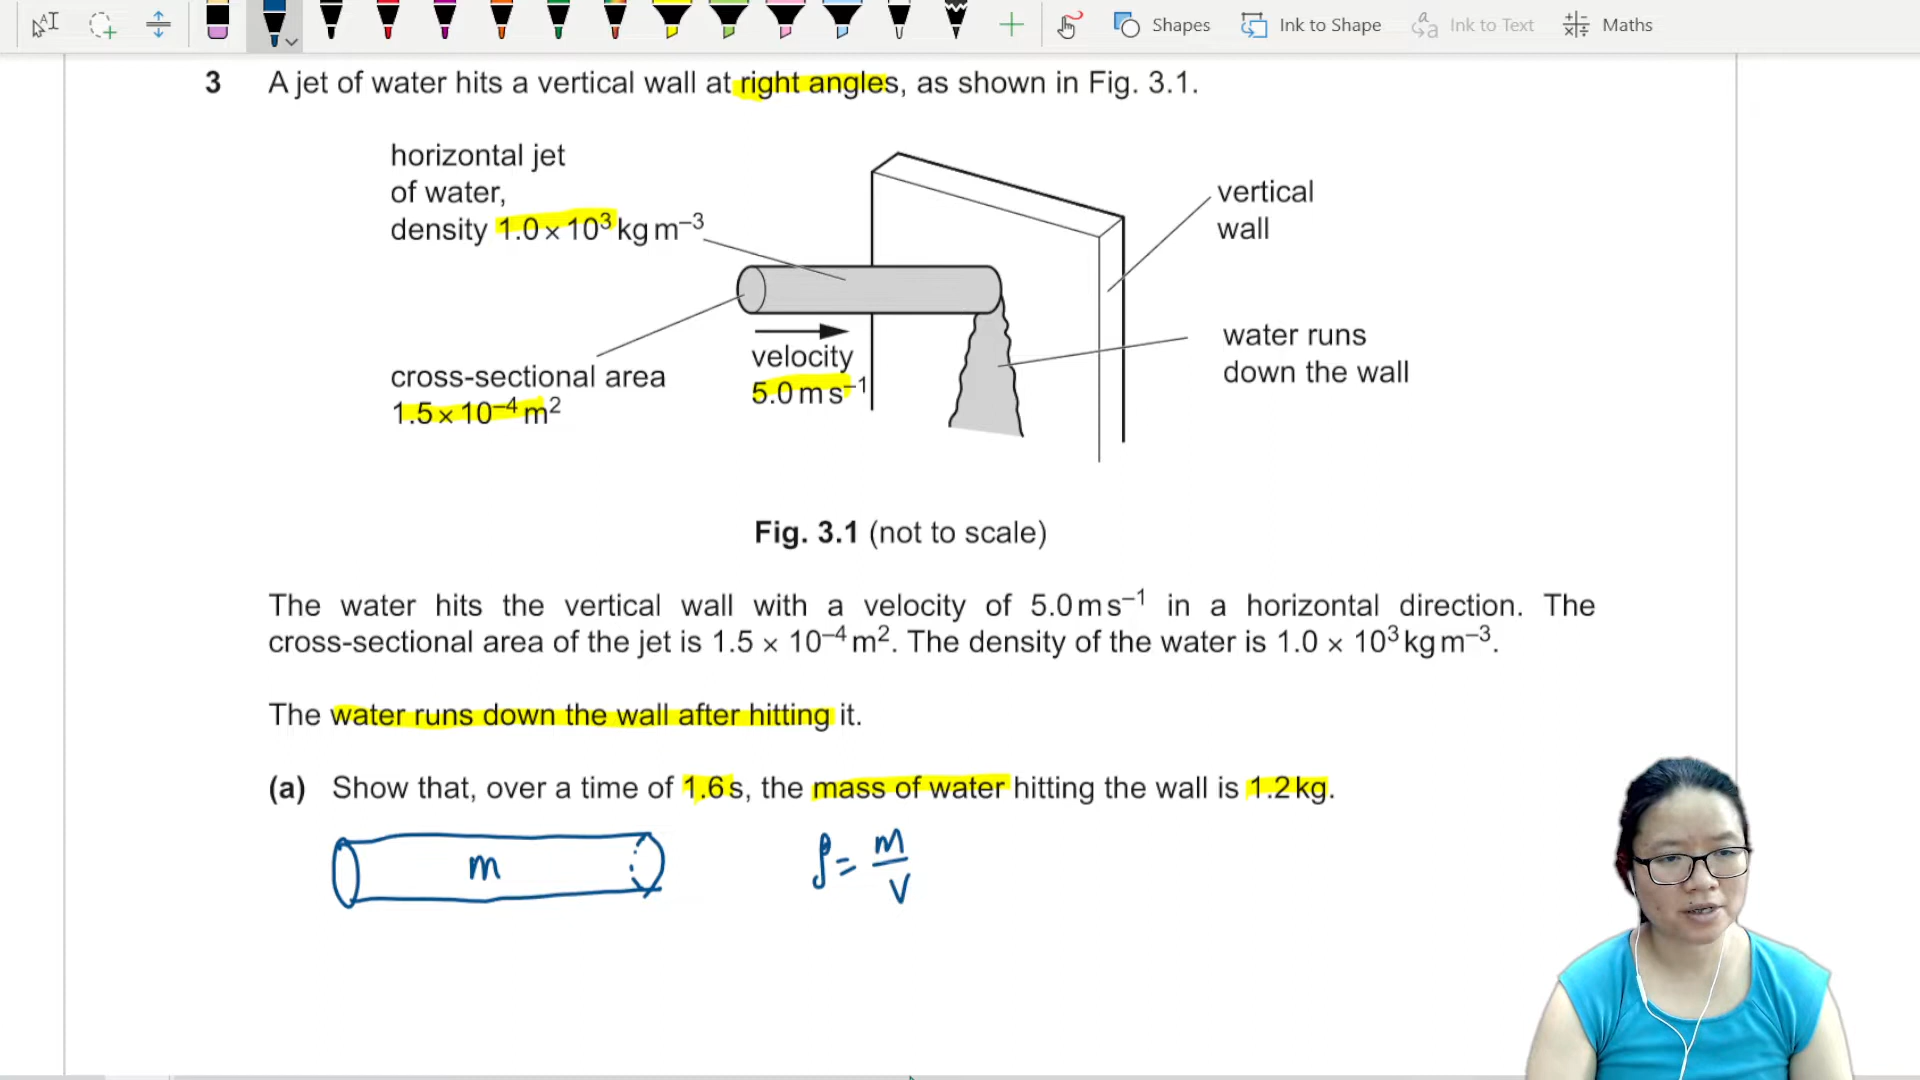 Shapes
Ink to Shape
Ink to Text
Maths
3 A jet of water hits a vertical wall at right angles, as shown in Fig. 3.1.
horizontal jet
of water,
density 1.0 × 10³ kg m⁻³
vertical
wall
velocity
5.0 m s⁻¹
cross-sectional area
1.5 × 10⁻⁴ m²
water runs
down the wall
Fig. 3.1 (not to scale)
The water hits the vertical wall with a velocity of 5.0 m s⁻¹ in a horizontal direction. The
cross-sectional area of the jet is 1.5 × 10⁻⁴ m². The density of the water is 1.0 × 10³ kg m⁻³.
The water runs down the wall after hitting it.
(a) Show that, over a time of 1.6 s, the mass of water hitting the wall is 1.2 kg.
m
ρ = m/V